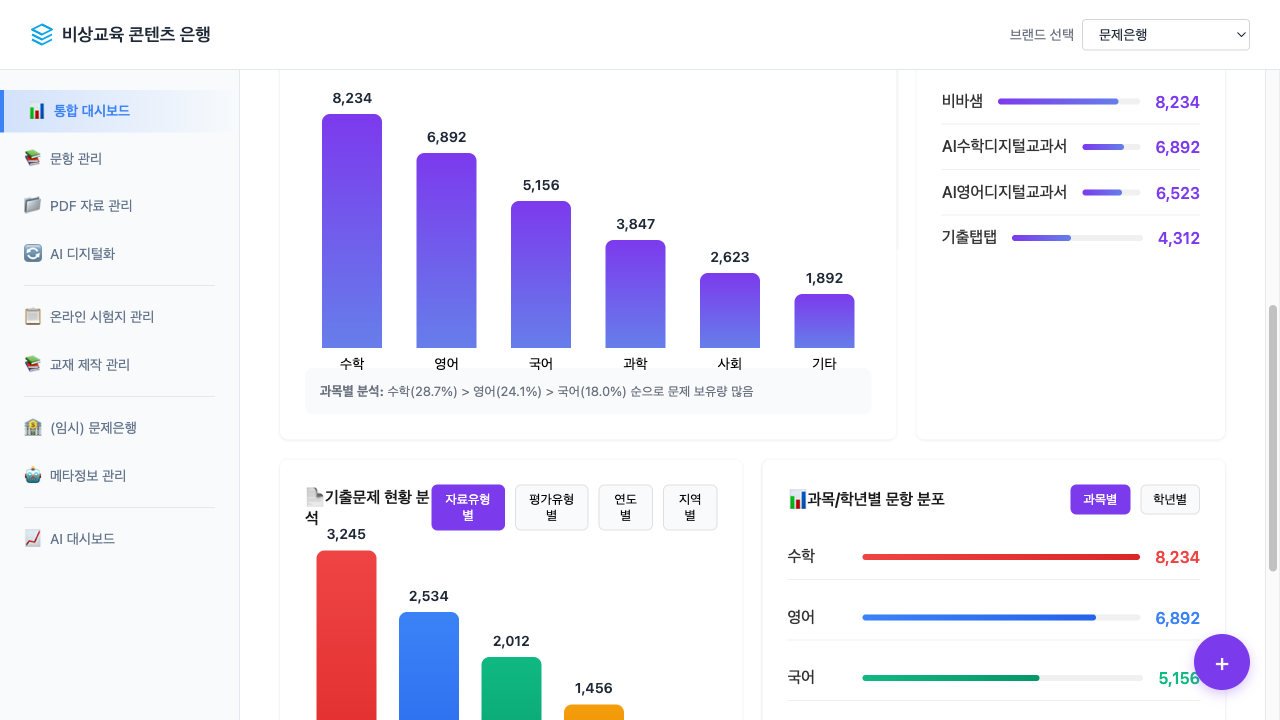 비상교육 콘텐츠 은행
브랜드 선택
문제은행
통합 대시보드
문항 관리
PDF 자료 관리
AI 디지털화
온라인 시험지 관리
교재 제작 관리
(임시) 문제은행
메타정보 관리
AI 대시보드
8,234
6,892
5,156
3,847
2,623
1,892
수학
영어
국어
과학
사회
기타
과목별 분석: 수학(28.7%) > 영어(24.1%) > 국어(18.0%) 순으로 문제 보유량 많음
비바샘 8,234
AI수학디지털교과서 6,892
AI영어디지털교과서 6,523
기출탭탭 4,312
기출문제 현황 분
석
자료유형
별
평가유형
별
연도
별
지역
별
3,245
2,534
2,012
1,456
과목/학년별 문항 분포
과목별
학년별
수학 8,234
영어 6,892
국어 5,156
+